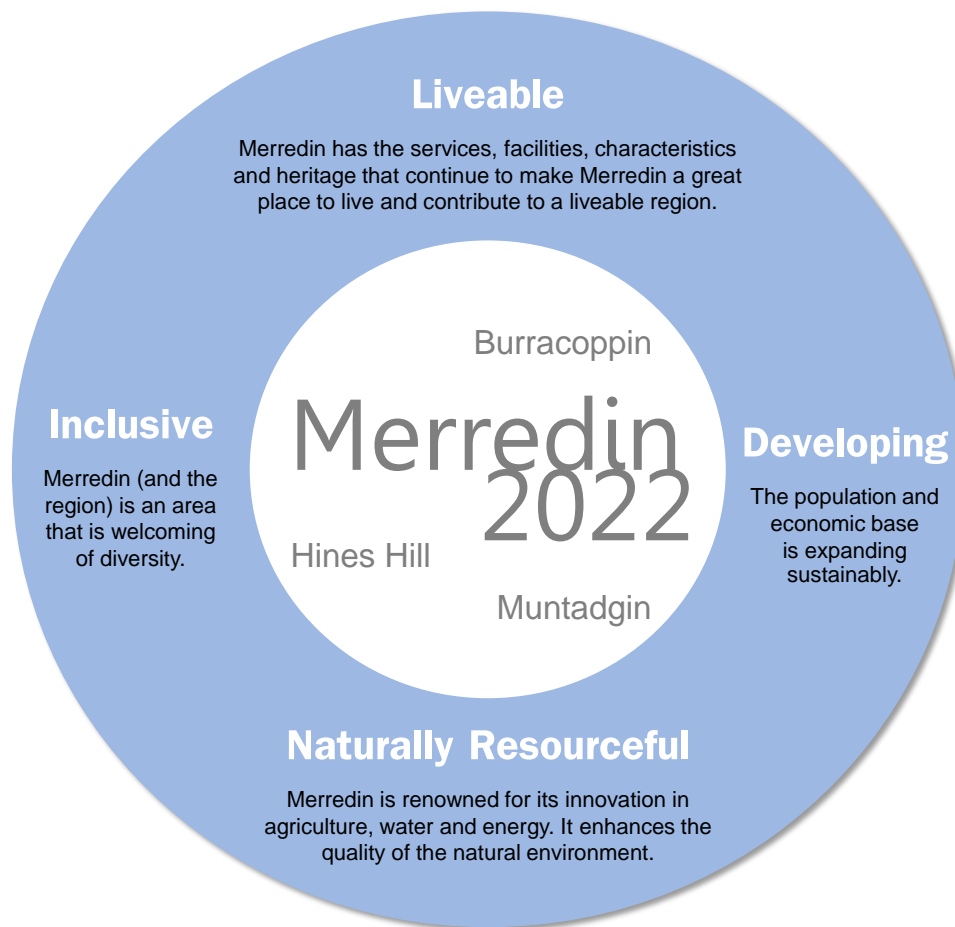 Liveable
Merredin has the services, facilities, characteristics
and heritage that continue to make Merredin a great
place to live and contribute to a liveable region.
Inclusive
Merredin (and the
region) is an area
that is welcoming
of diversity.
Burracoppin
Merredin
2022
Hines Hill
Muntadgin
Developing
The population and
economic base
is expanding
sustainably.
Naturally Resourceful
Merredin is renowned for its innovation in
agriculture, water and energy. It enhances the
quality of the natural environment.